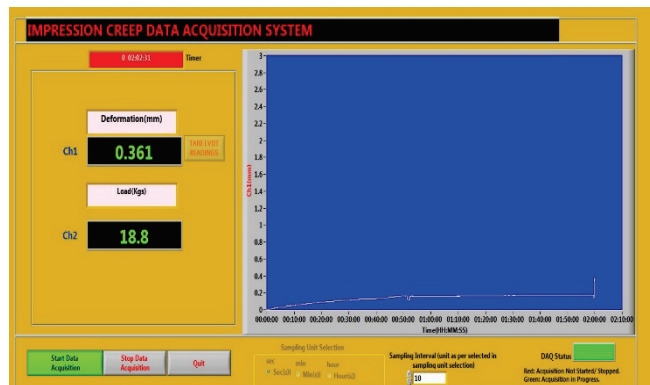 IMPRESSION CREEP DATA ACQUISITION SYSTEM
0 02:02:31 Timer
Deformation(mm)
Ch1 0.361 TARE LVDT
READINGS
Load(Kgs)
Ch2 18.8
3-
2.8-
2.6-
2.4-
2.2-
2-
1.8-
1.6-
1.4-
1.2-
1-
0.8-
0.6-
0.4-
0.2-
0-
Ch1(mm)
00:00:00 00:10:00 00:20:00 00:30:00 00:40:00 00:50:00 01:00:00 01:10:00 01:20:00 01:30:00 01:40:00 01:50:00 02:00:00 02:10:00
Time(HH:MM:SS)
Start Data
Acquisition
Stop Data
Acquisition
Quit
Sampling Unit Selection
sec min hour
Sec(s) Min(s) Hour(s)
Sampling Interval (unit as per selected in
sampling unit selection)
10
DAQ Status
Red: Acquisition Not Started/ Stopped.
Green: Acquisition in Progress.